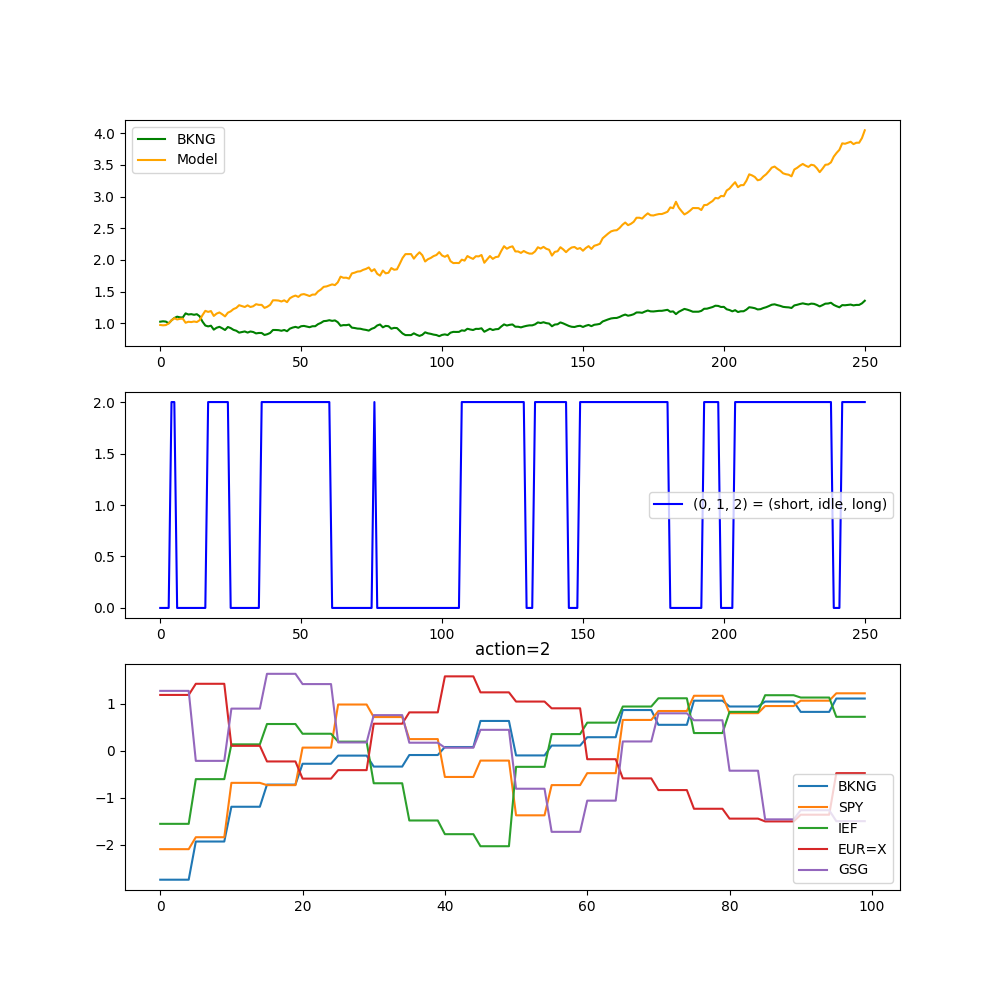 4.0
3.5
3.0
2.5
2.0
1.5
1.0
BKNG
Model
0 50 100 150 200 250
2.0
1.5
1.0
0.5
0.0
(0, 1, 2) = (short, idle, long)
0 50 100 150 200 250
action=2
1
0
−1
−2
BKNG
SPY
IEF
EUR=X
GSG
0 20 40 60 80 100